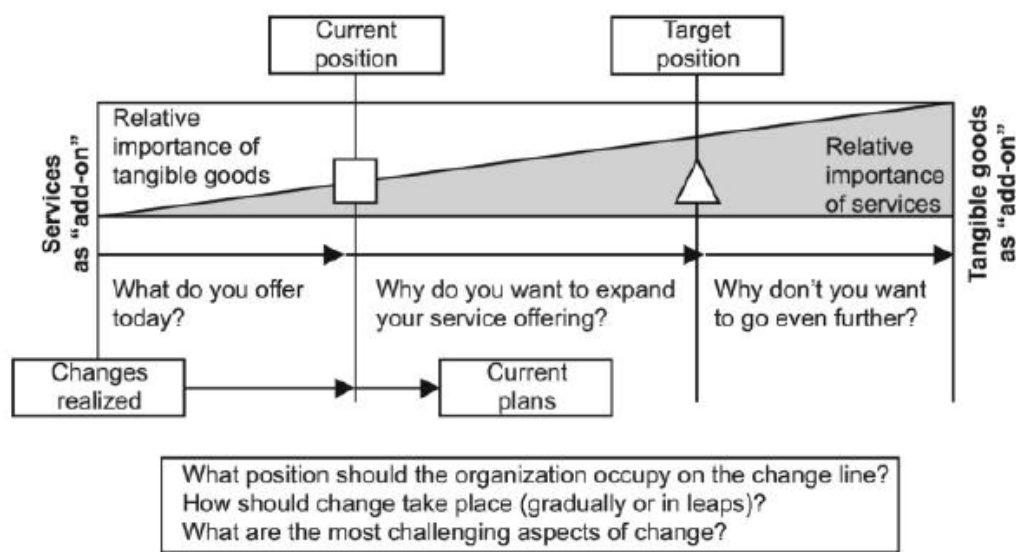 Current
position
Target
position
Relative
importance of
tangible goods
Relative
importance
of services
Services
as “add-on”
Tangible goods
as “add-on”
What do you offer
today?
Why do you want to expand
your service offering?
Why don’t you want
to go even further?
Changes
realized
Current
plans
What position should the organization occupy on the change line?
How should change take place (gradually or in leaps)?
What are the most challenging aspects of change?